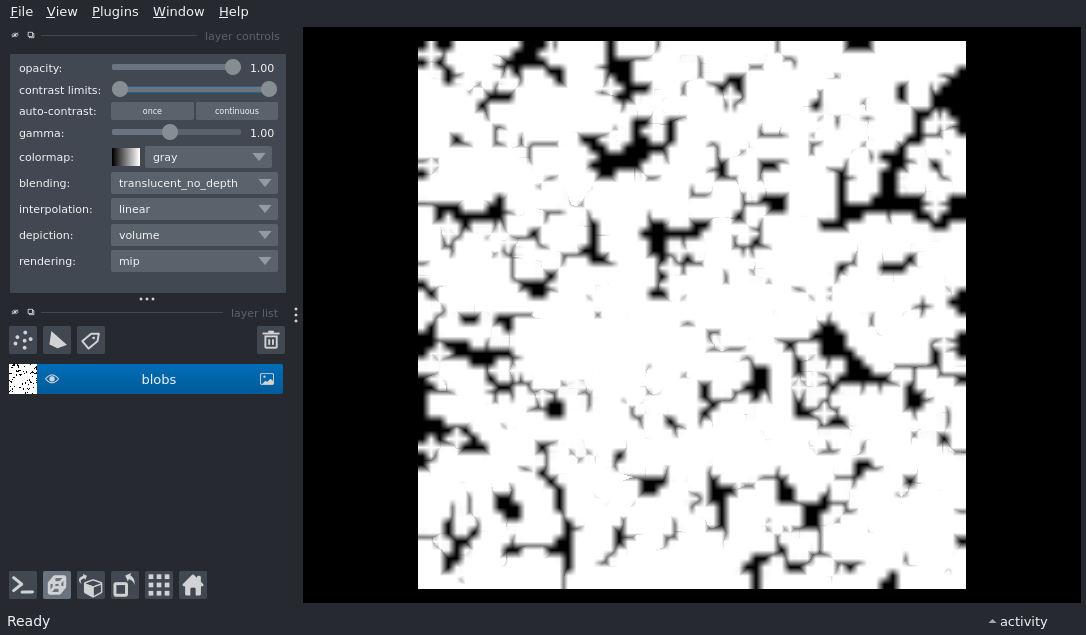 File View Plugins Window Help
layer controls
opacity: 1.00
contrast limits:
auto-contrast: once continuous
gamma: 1.00
colormap: gray
blending: translucent_no_depth
interpolation: linear
depiction: volume
rendering: mip
layer list
blobs
Ready activity